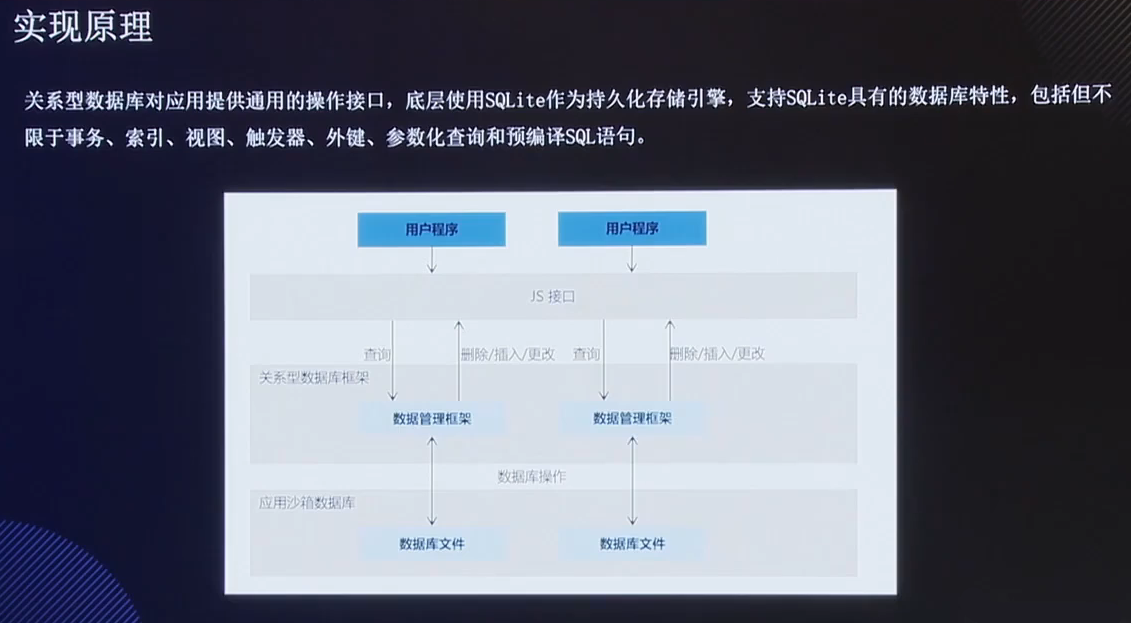 实现原理
关系型数据库对应用提供通用的操作接口，底层使用SQLite作为持久化存储引擎，支持SQLite具有的数据库特性，包括但不
限于事务、索引、视图、触发器、外键、参数化查询和预编译SQL语句。
用户程序 用户程序
JS 接口
查询 删除/插入/更改 查询 删除/插入/更改
关系型数据库框架
数据管理框架 数据管理框架
数据库操作
应用沙箱数据库
数据库文件 数据库文件